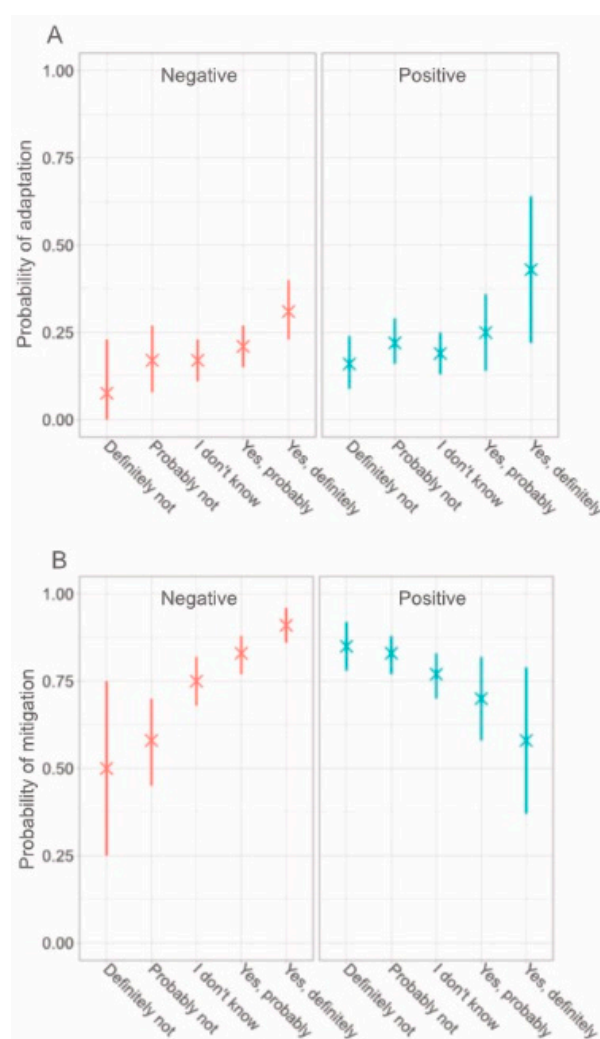 A
Negative
Positive
Probability of adaptation
1.00
0.75
0.50
0.25
0.00
Definitely not
Probably not
I don't know
Yes, probably
Yes, definitely
Definitely not
Probably not
I don't know
Yes, probably
Yes, definitely
B
Negative
Positive
Probability of mitigation
1.00
0.75
0.50
0.25
0.00
Definitely not
Probably not
I don't know
Yes, probably
Yes, definitely
Definitely not
Probably not
I don't know
Yes, probably
Yes, definitely